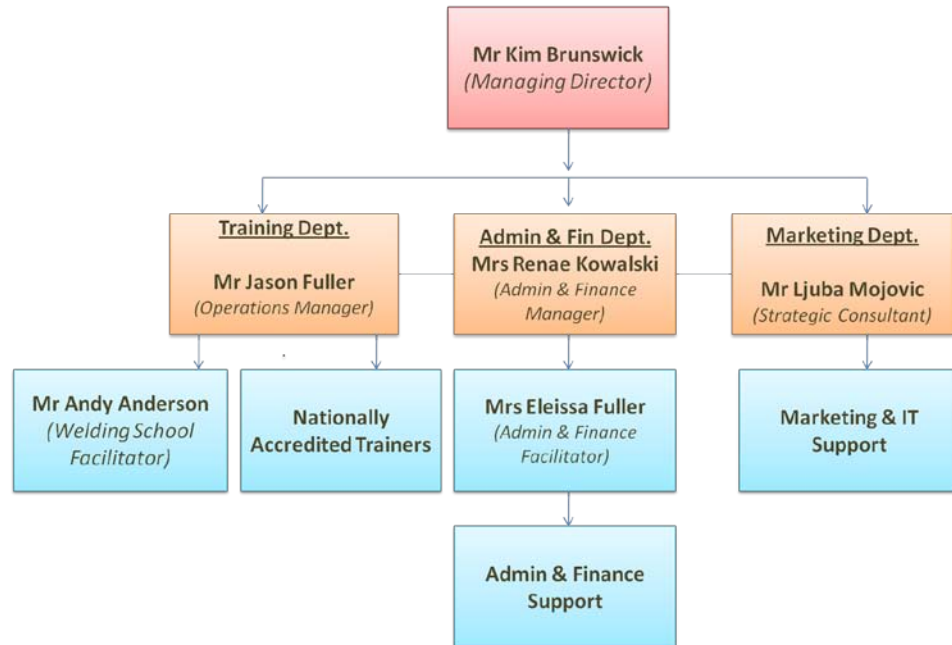 Mr Kim Brunswick
(Managing Director)
Training Dept.
Mr Jason Fuller
(Operations Manager)
Admin & Fin Dept.
Mrs Renae Kowalski
(Admin & Finance
Manager)
Marketing Dept.
Mr Ljuba Mojovic
(Strategic Consultant)
Mr Andy Anderson
(Welding School
Facilitator)
Nationally
Accredited Trainers
Mrs Eleissa Fuller
(Admin & Finance
Facilitator)
Marketing & IT
Support
Admin & Finance
Support